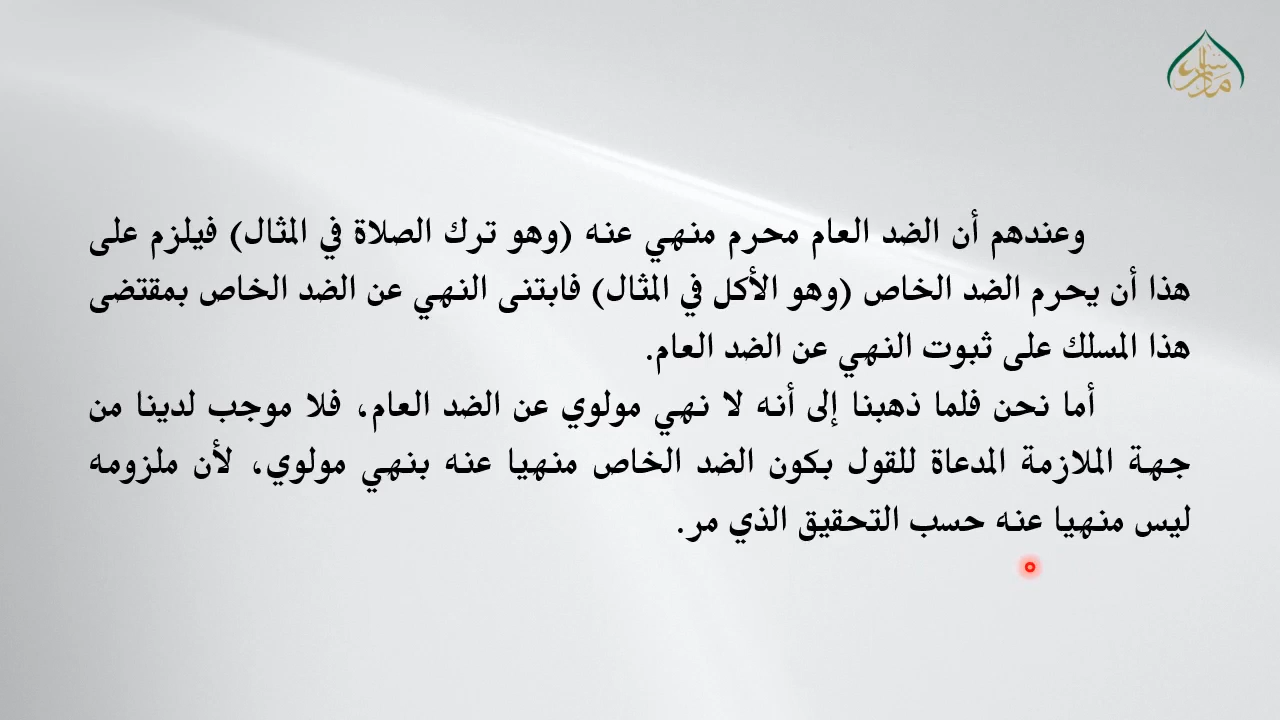 وعندهم أن الضد العام محرم منهي عنه (وهو ترك الصلاة في المثال) فيلزم على
هذا أن يحرم الضد الخاص (وهو الأكل في المثال) فابتنى النهي عن الضد الخاص بمقتضى
هذا المسلك على ثبوت النهي عن الضد العام.
أما نحن فلما ذهبنا إلى أنه لا نهي مولوي عن الضد العام، فلا موجب لدينا من
جهة الملازمة المدعاة للقول بكون الضد الخاص منهيا عنه بنهي مولوي، لأن ملزومه
ليس منهيا عنه حسب التحقيق الذي مر.